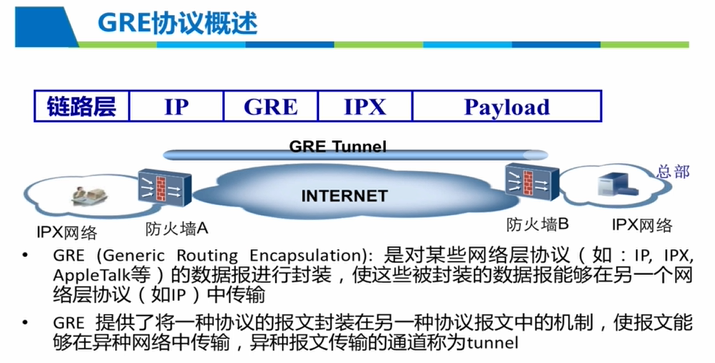 GRE协议概述
链路层 IP GRE IPX Payload
GRE Tunnel
INTERNET
总部
IPX网络 防火墙A 防火墙B IPX网络
• GRE (Generic Routing Encapsulation): 是对某些网络层协议（如：IP, IPX,
AppleTalk等）的数据报进行封装，使这些被封装的数据报能够在另一个网
络层协议（如IP）中传输
• GRE 提供了将一种协议的报文封装在另一种协议报文中的机制，使报文能
够在异种网络中传输，异种报文传输的通道称为tunnel